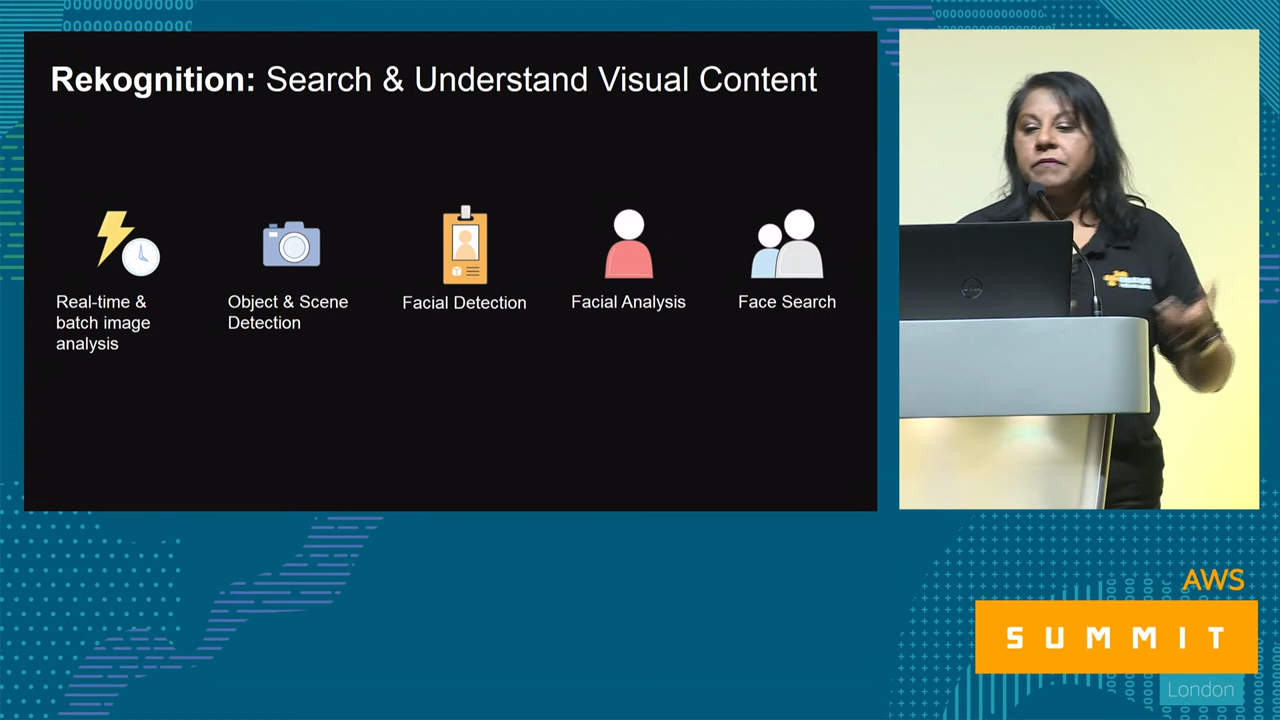 Rekognition: Search & Understand Visual Content
Real-time &
batch image
analysis
Object & Scene
Detection
Facial Detection
Facial Analysis
Face Search
AWS
SUMMIT
London